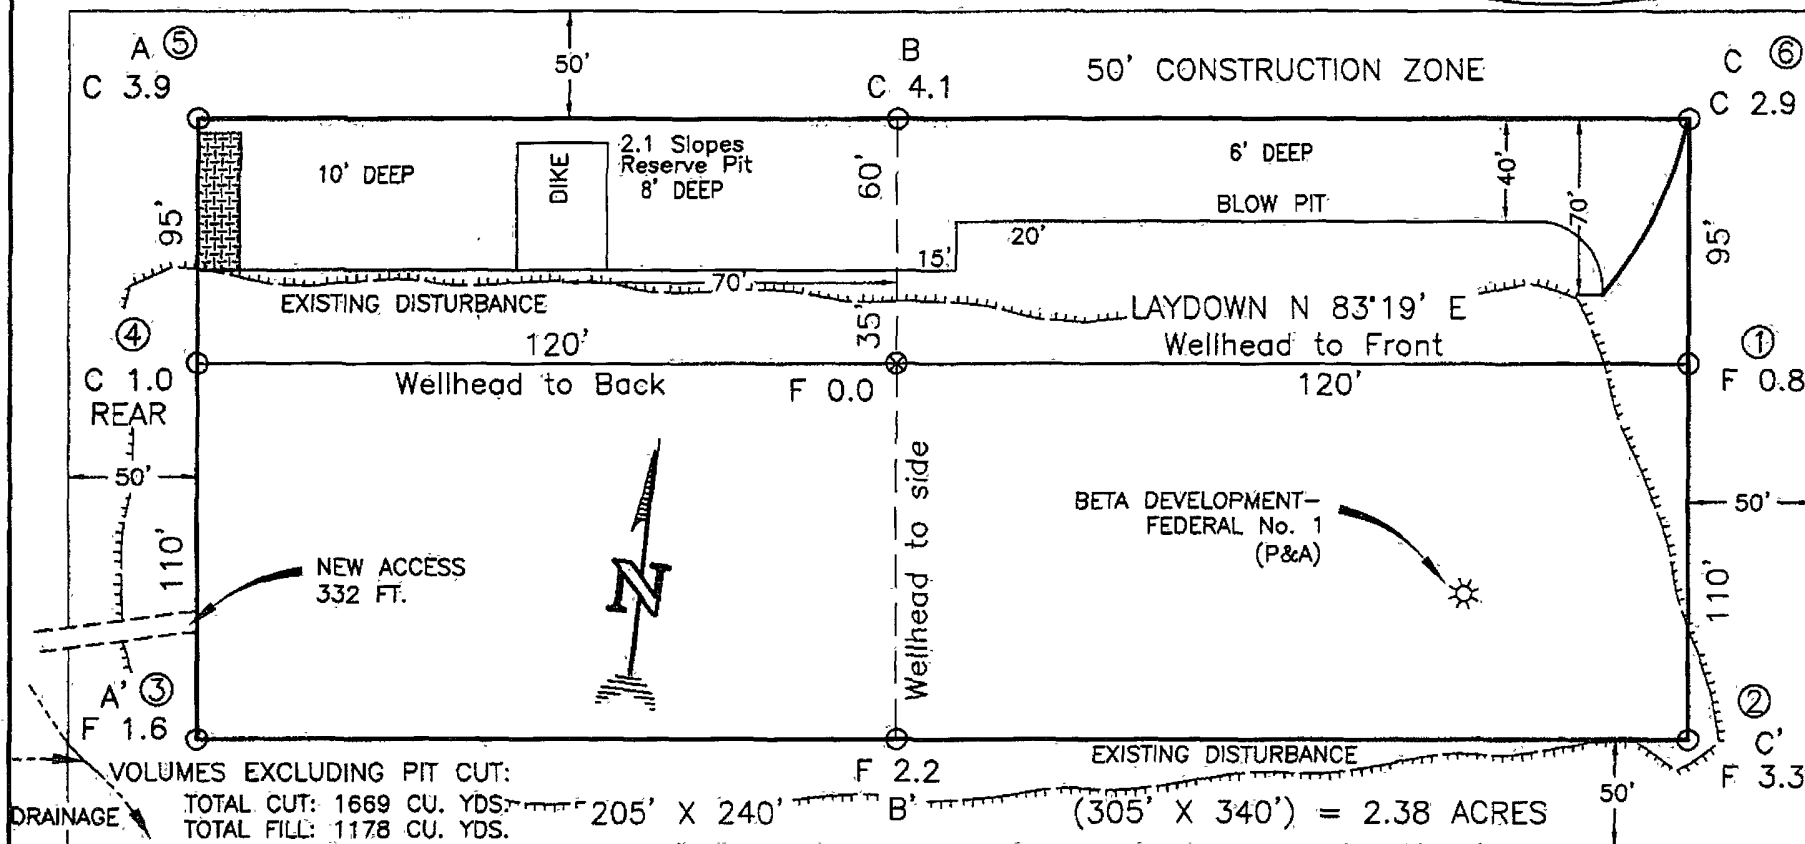 A ⑤
C 3.9
50'
B
C 4.1
50' CONSTRUCTION ZONE
C ⑥
C 2.9
10' DEEP
DIKE
2.1 Slopes
Reserve Pit
8' DEEP
60'
6' DEEP
40'
70'
BLOW PIT
20'
15'
95'
95'
EXISTING DISTURBANCE
70'
35'
LAYDOWN N 83°19' E
④
120'
Wellhead to Front
①
C 1.0
REAR
Wellhead to Back
F 0.0
120'
F 0.8
50'
Wellhead to side
BETA DEVELOPMENT-
FEDERAL No. 1
(P&A)
50'
110'
NEW ACCESS
332 FT.
N
110'
A' ③
F 1.6
②
C'
F 3.3
F 2.2
B'
EXISTING DISTURBANCE
VOLUMES EXCLUDING PIT CUT:
TOTAL CUT: 1669 CU. YDS.
TOTAL FILL: 1178 CU. YDS.
205' X 240'
(305' X 340') = 2.38 ACRES
50'
DRAINAGE